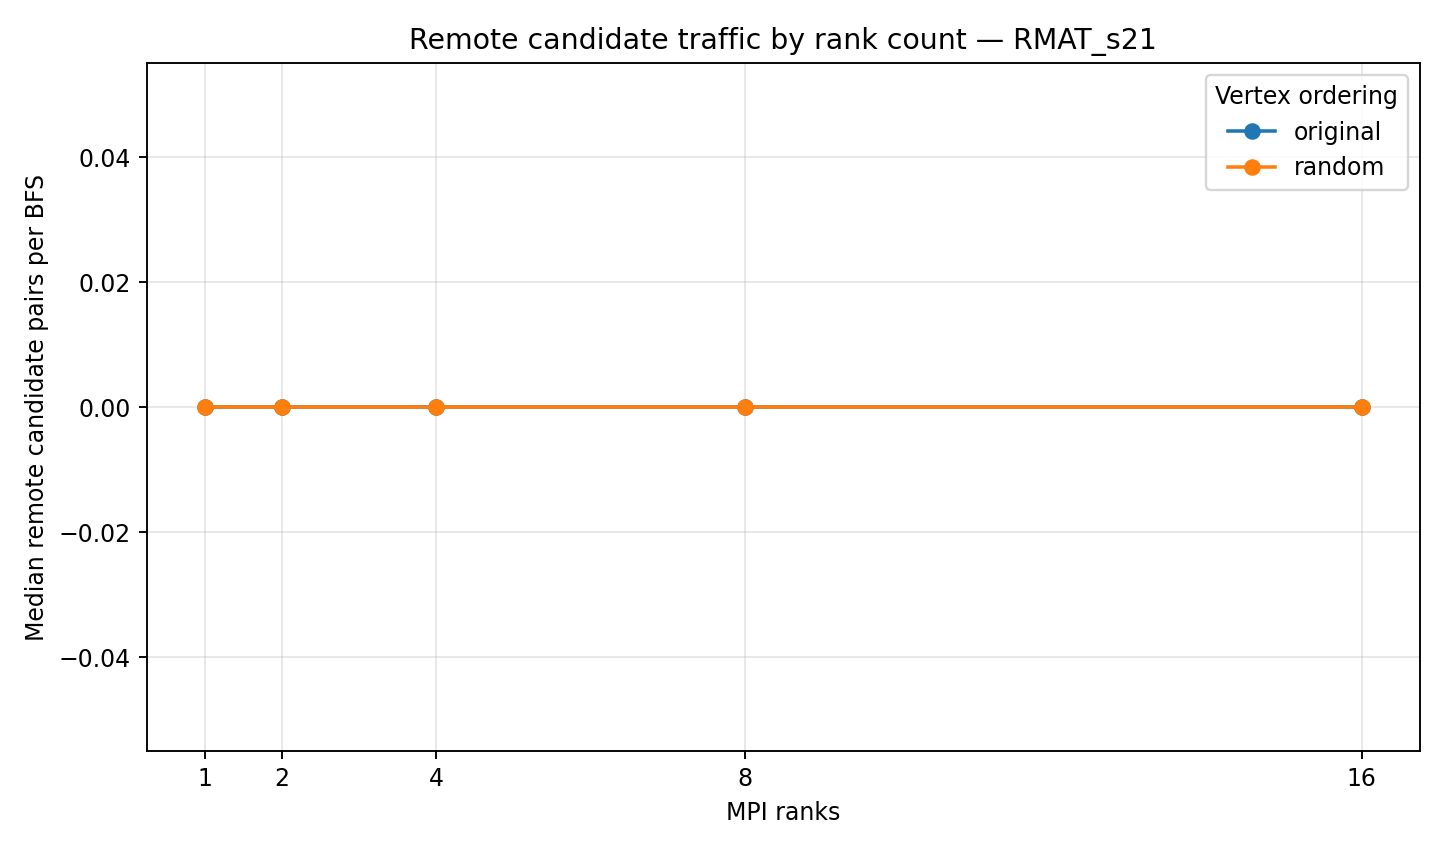 Remote candidate traffic by rank count — RMAT_s21
Median remote candidate pairs per BFS
0.04
0.02
0.00
−0.02
−0.04
Vertex ordering
original
random
1 2 4 8 16
MPI ranks